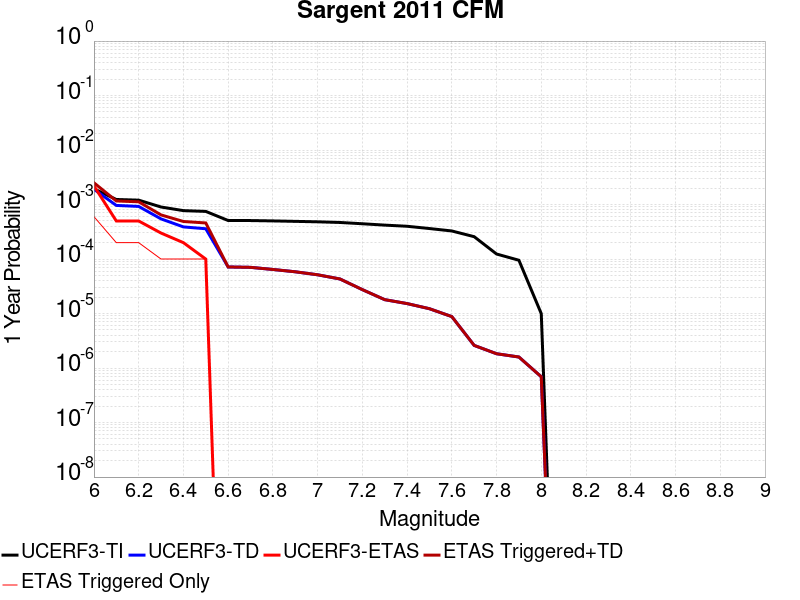 Sargent 2011 CFM
10^0
10^-1
10^-2
10^-3
10^-4
10^-5
10^-6
10^-7
10^-8
1 Year Probability
6 6.2 6.4 6.6 6.8 7 7.2 7.4 7.6 7.8 8 8.2 8.4 8.6 8.8 9
Magnitude
UCERF3-TI UCERF3-TD UCERF3-ETAS ETAS Triggered+TD
ETAS Triggered Only